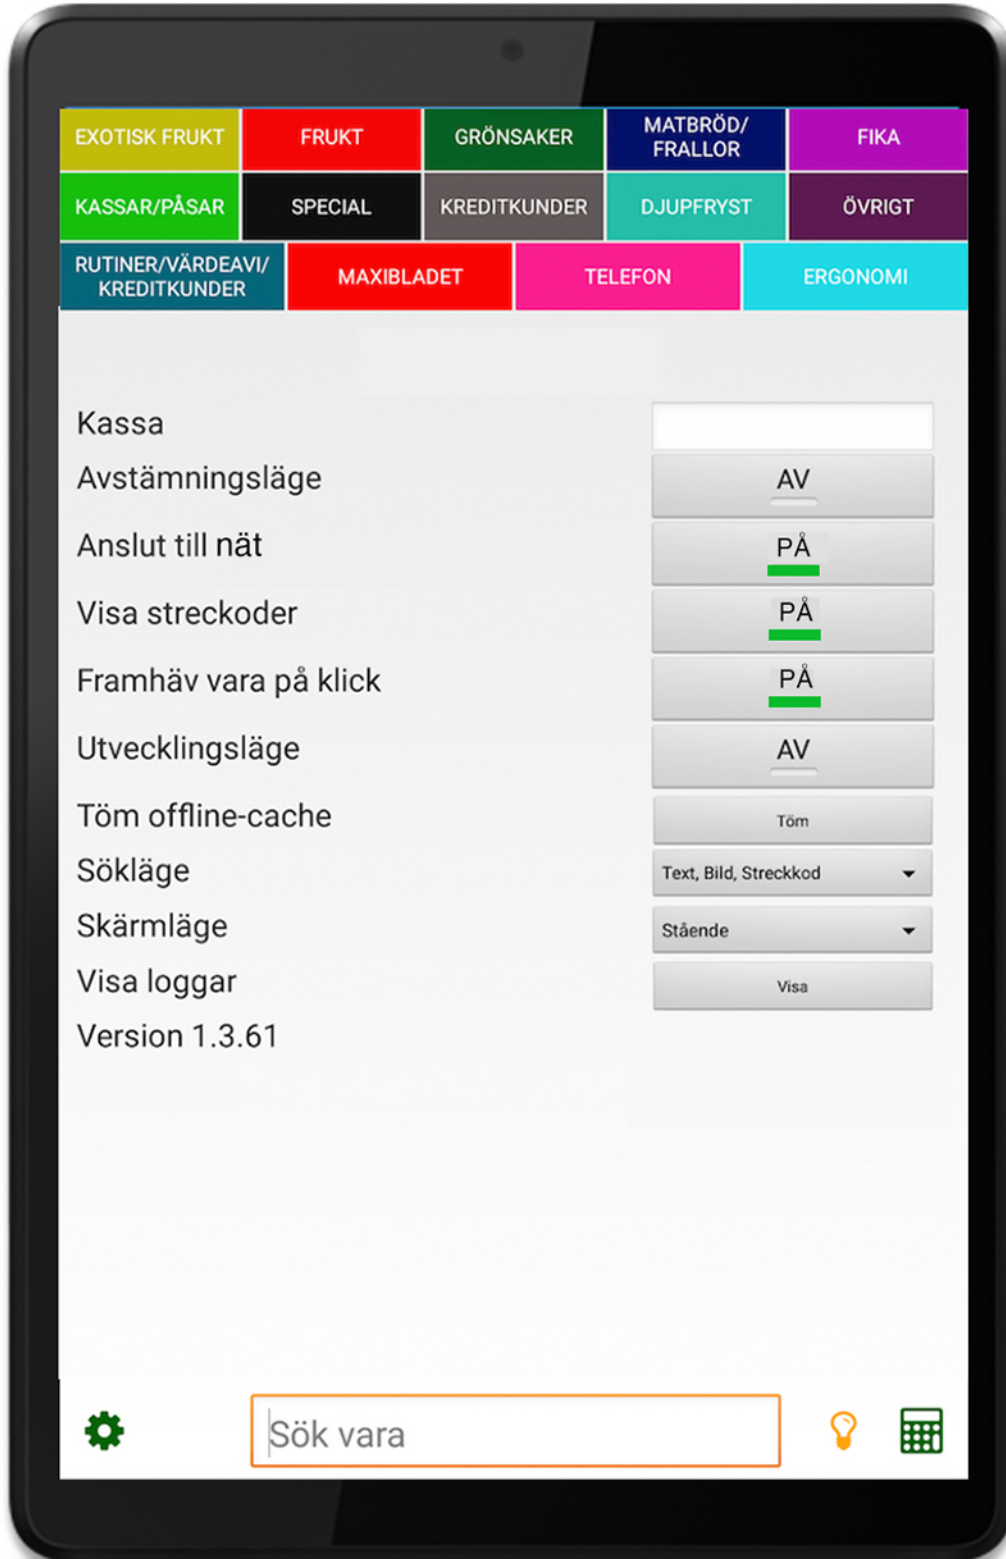 EXOTISK FRUKT
FRUKT
GRÖNSAKER
MATBRÖD/
FRALLOR
FIKA
KASSAR/PÅSAR
SPECIAL
KREDITKUNDER
DJUPFRYST
ÖVRIGT
RUTINER/VÄRDEAVI/
KREDITKUNDER
MAXIBLADET
TELEFON
ERGONOMI
Kassa
Avstämningsläge AV
Anslut till nät PÅ
Visa streckoder PÅ
Framhäv vara på klick PÅ
Utvecklingsläge AV
Töm offline-cache Töm
Sökläge Text, Bild, Streckkod
Skärmläge Stående
Visa loggar Visa
Version 1.3.61
Sök vara